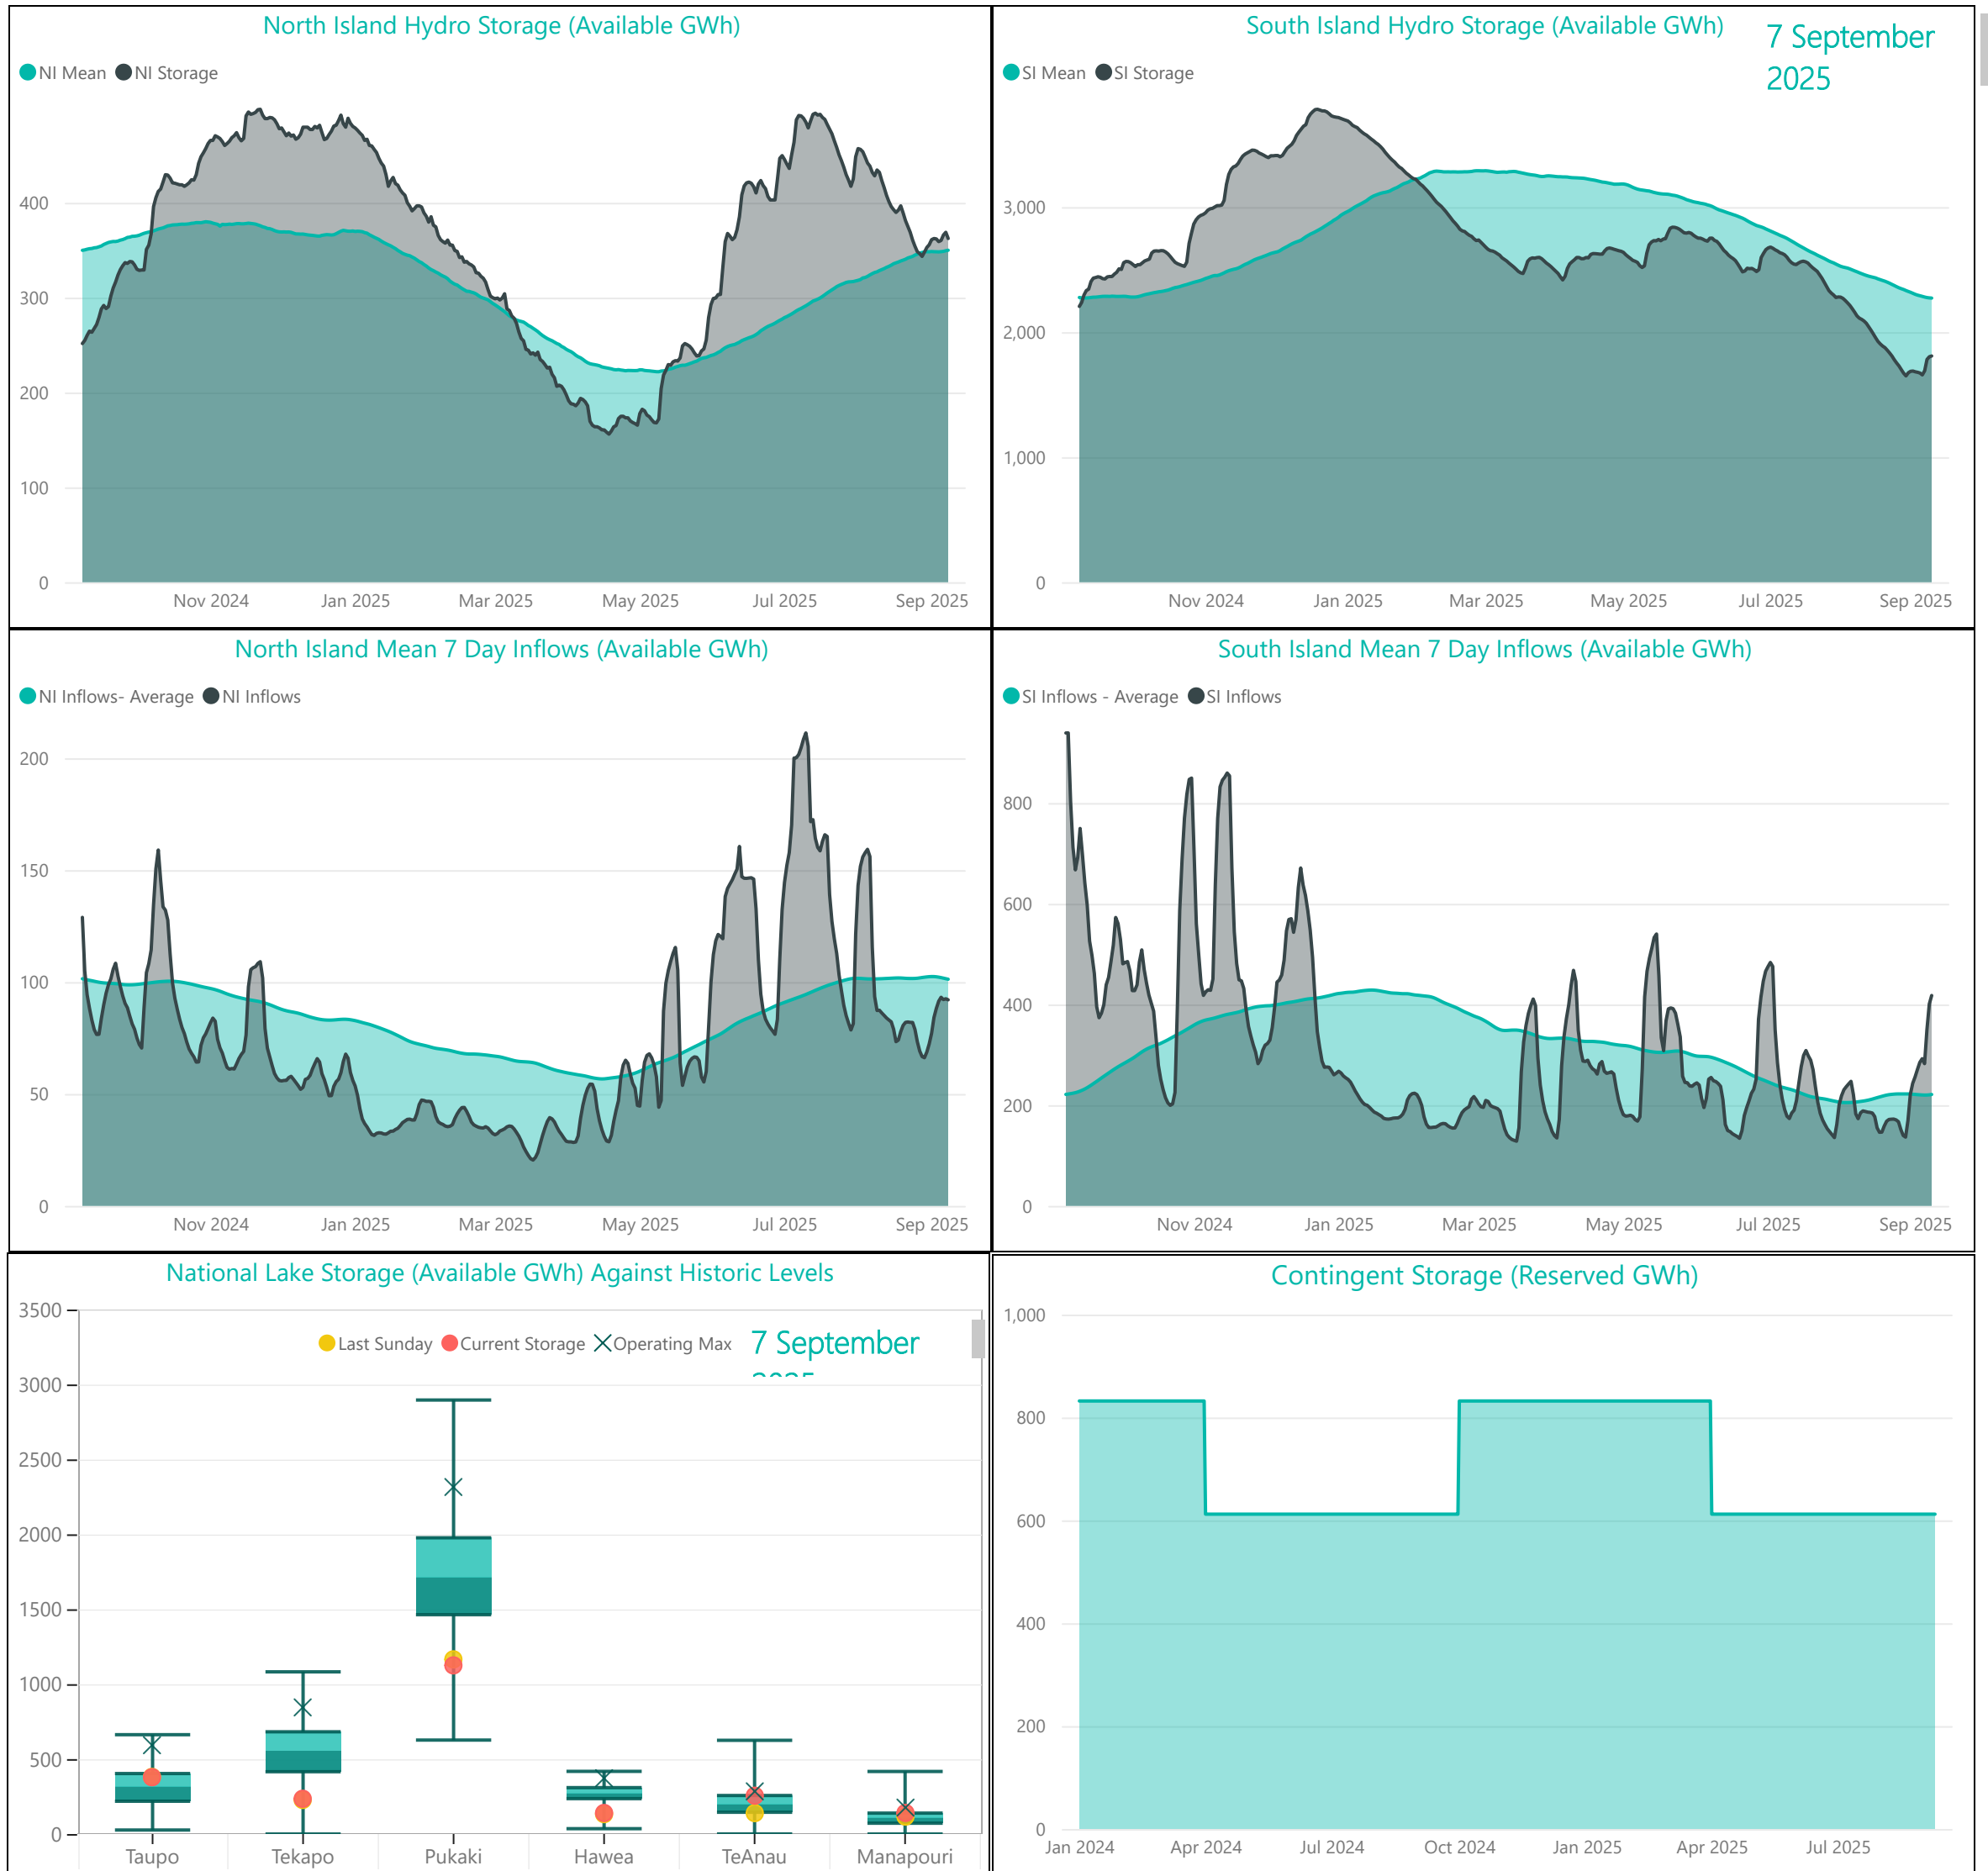 North Island Hydro Storage (Available GWh)
NI Mean NI Storage
400
300
200
100
0
Nov 2024 Jan 2025 Mar 2025 May 2025 Jul 2025 Sep 2025
South Island Hydro Storage (Available GWh)
7 September
2025
SI Mean SI Storage
3,000
2,000
1,000
0
Nov 2024 Jan 2025 Mar 2025 May 2025 Jul 2025 Sep 2025
North Island Mean 7 Day Inflows (Available GWh)
NI Inflows- Average NI Inflows
200
150
100
50
0
Nov 2024 Jan 2025 Mar 2025 May 2025 Jul 2025 Sep 2025
South Island Mean 7 Day Inflows (Available GWh)
SI Inflows - Average SI Inflows
800
600
400
200
0
Nov 2024 Jan 2025 Mar 2025 May 2025 Jul 2025 Sep 2025
National Lake Storage (Available GWh) Against Historic Levels
Last Sunday Current Storage Operating Max
7 September
3500
3000
2500
2000
1500
1000
500
0
Taupo Tekapo Pukaki Hawea TeAnau Manapouri
Contingent Storage (Reserved GWh)
1,000
800
600
400
200
0
Jan 2024 Apr 2024 Jul 2024 Oct 2024 Jan 2025 Apr 2025 Jul 2025